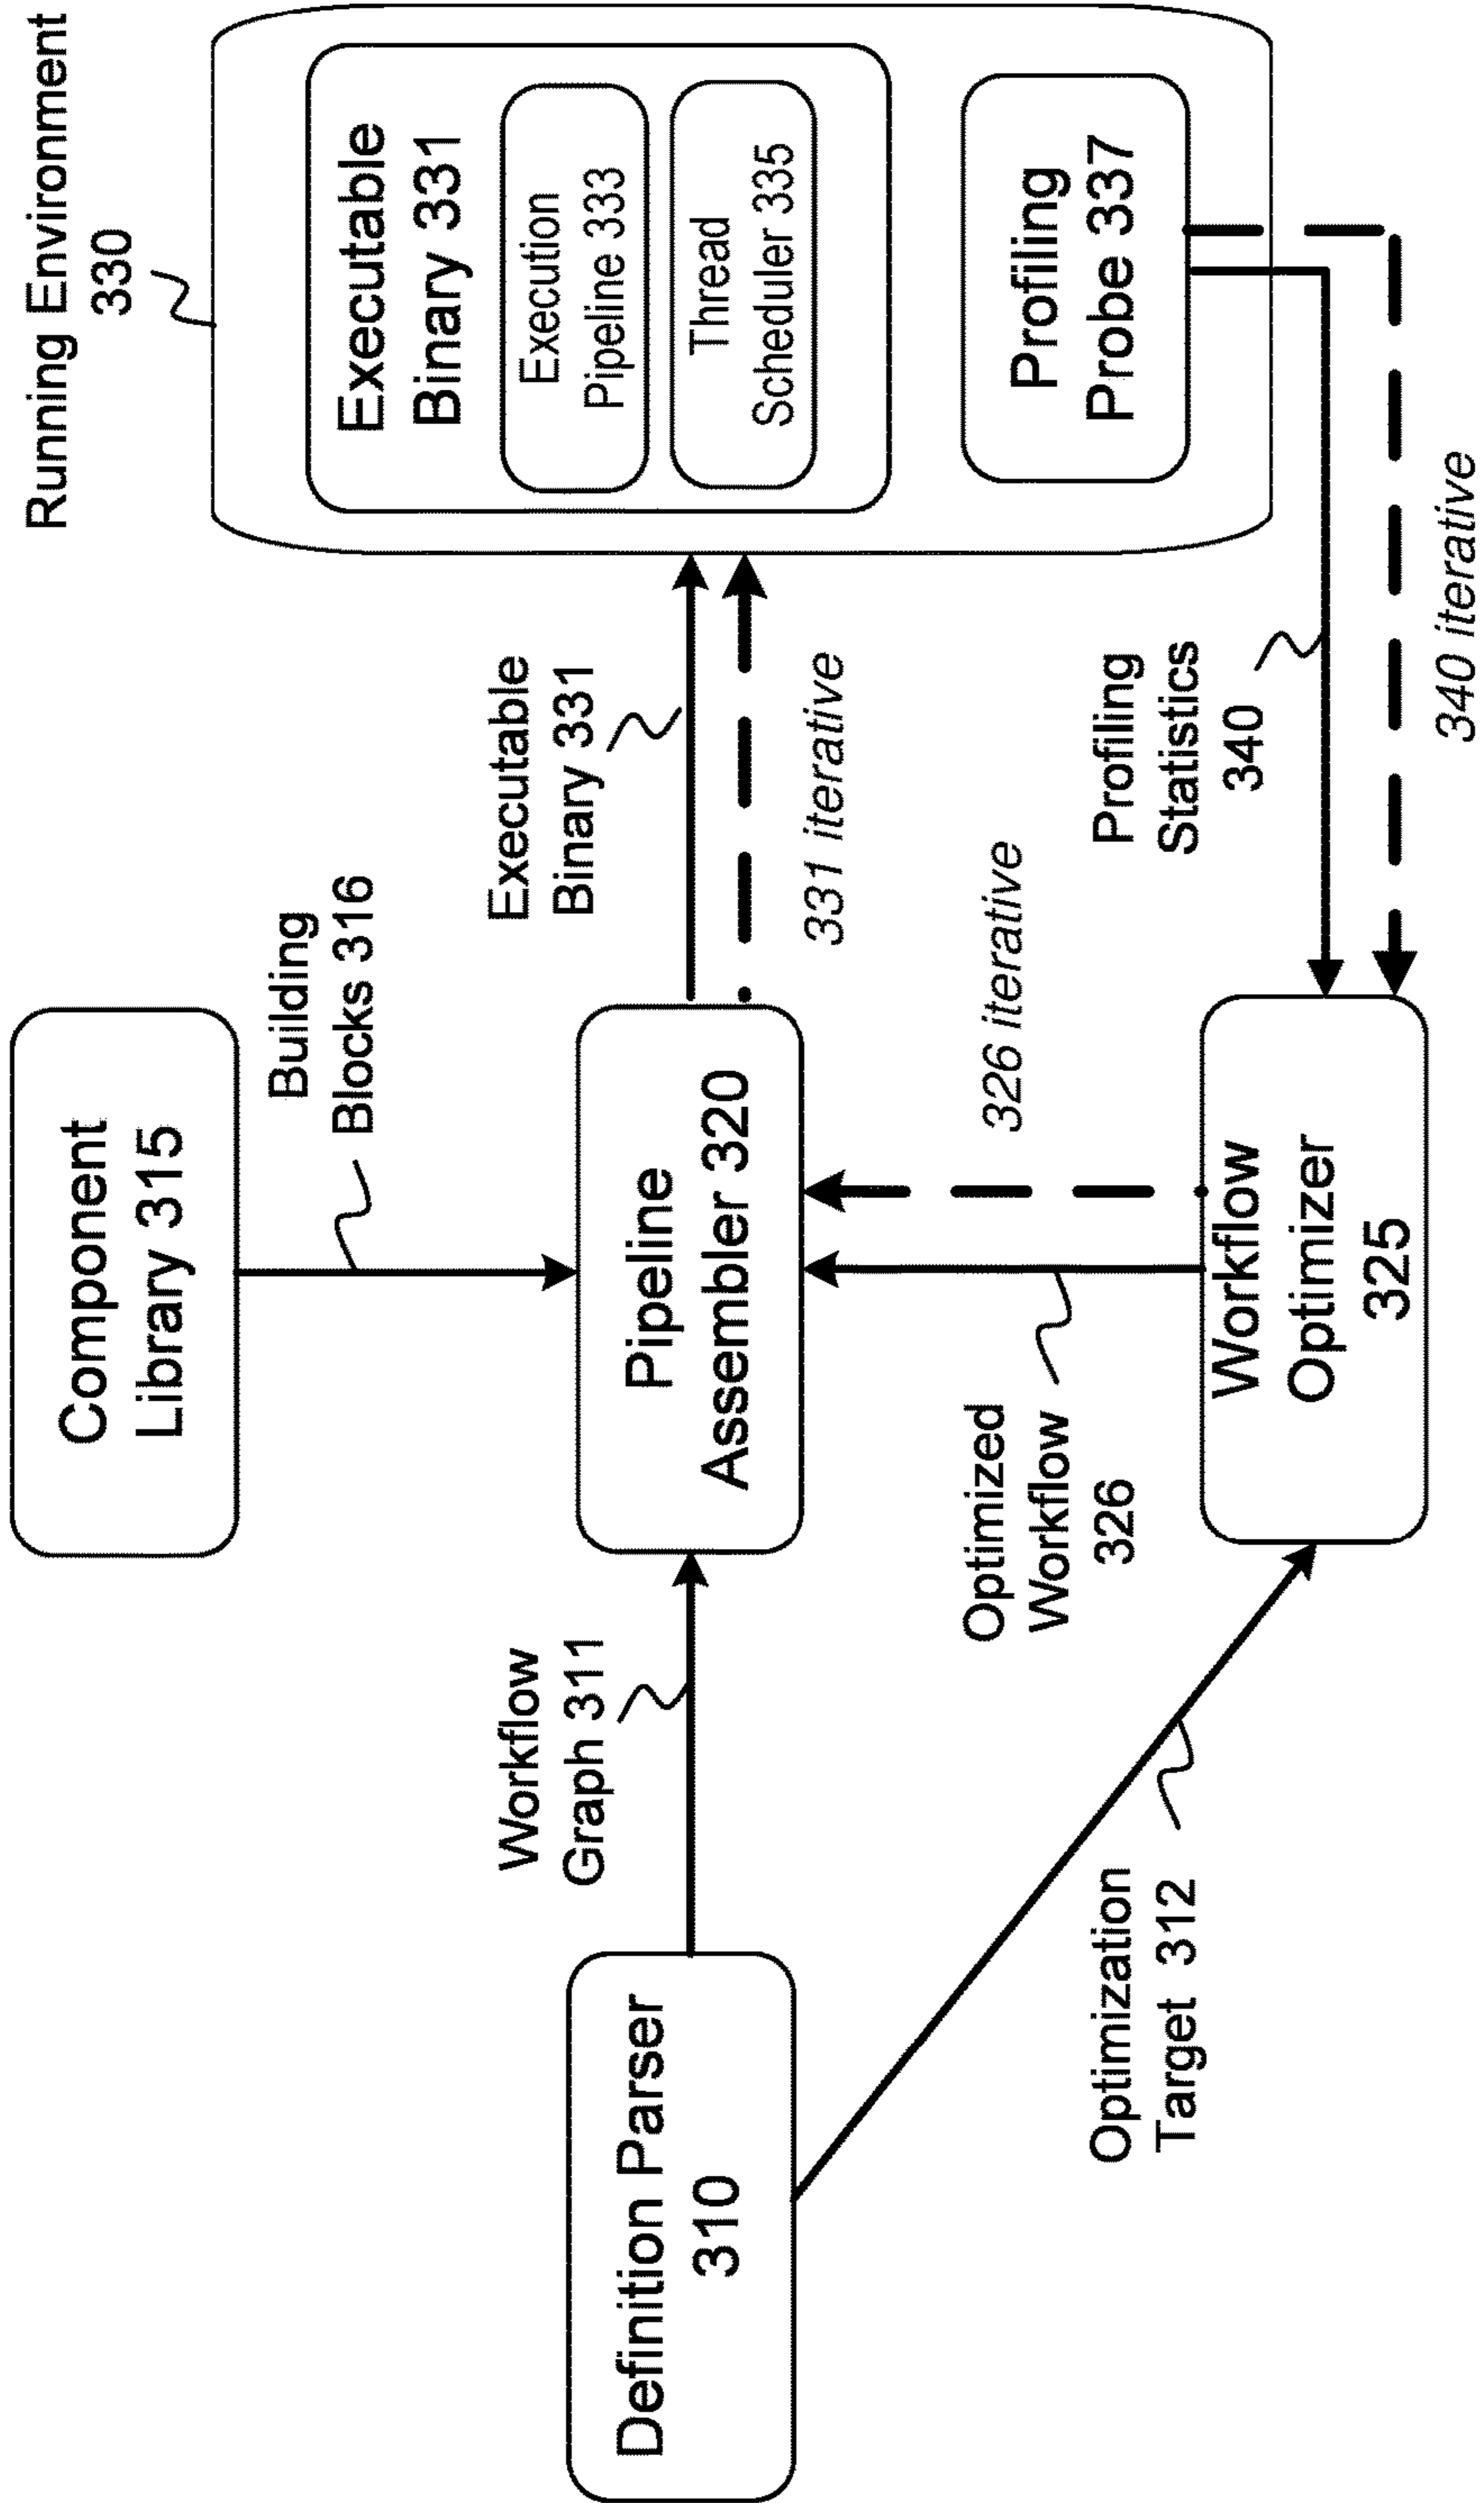 Running Environment
330
Component
Library 315
Building
Blocks 316
Executable
Binary 331
Execution
Pipeline 333
Thread
Scheduler 335
Profiling
Probe 337
Definition Parser
310
Workflow
Graph 311
Pipeline
Assembler 320
Executable
Binary 331
331 iterative
Optimization
Target 312
Optimized
Workflow
326
326 iterative
Workflow
Optimizer
325
Profiling
Statistics
340
340 iterative